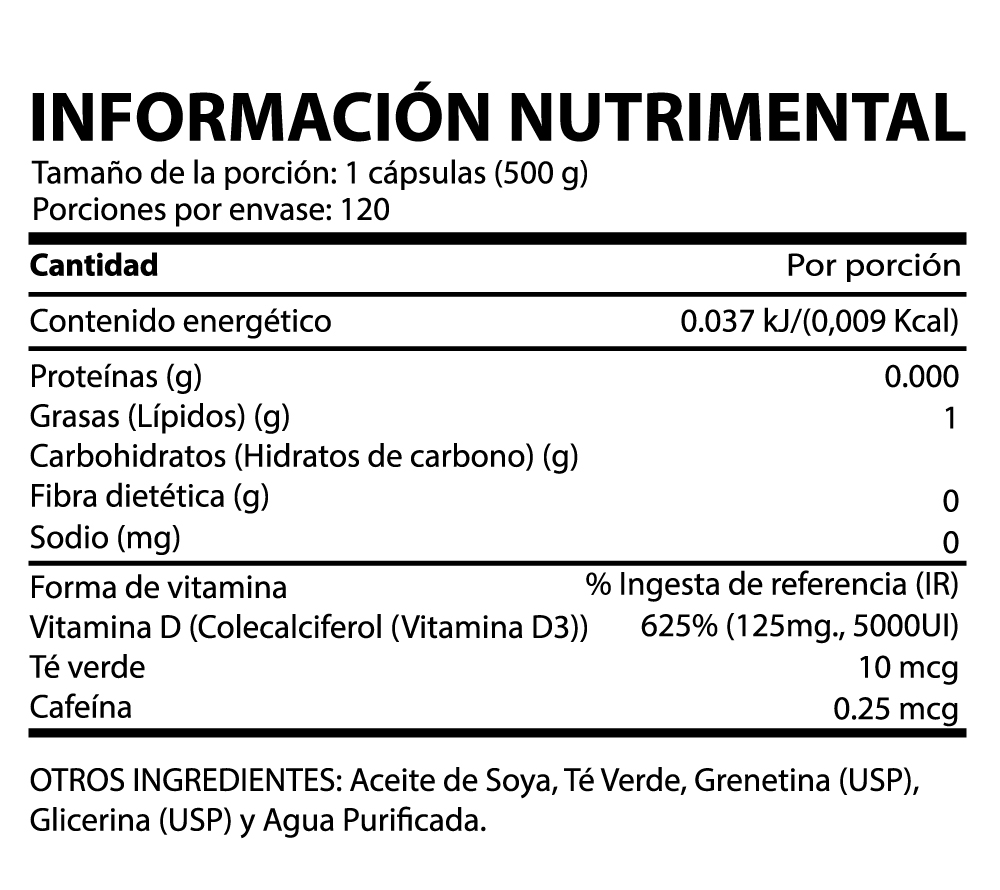 INFORMACIÓN NUTRIMENTAL
Tamaño de la porción: 1 cápsulas (500 g)
Porciones por envase: 120
Cantidad Por porción
Contenido energético 0.037 kJ/(0,009 Kcal)
Proteínas (g) 0.000
Grasas (Lípidos) (g) 1
Carbohidratos (Hidratos de carbono) (g)
Fibra dietética (g) 0
Sodio (mg) 0
Forma de vitamina % Ingesta de referencia (IR)
Vitamina D (Colecalciferol (Vitamina D3)) 625% (125mg., 5000UI)
Té verde 10 mcg
Cafeína 0.25 mcg
OTROS INGREDIENTES: Aceite de Soya, Té Verde, Grenetina (USP),
Glicerina (USP) y Agua Purificada.